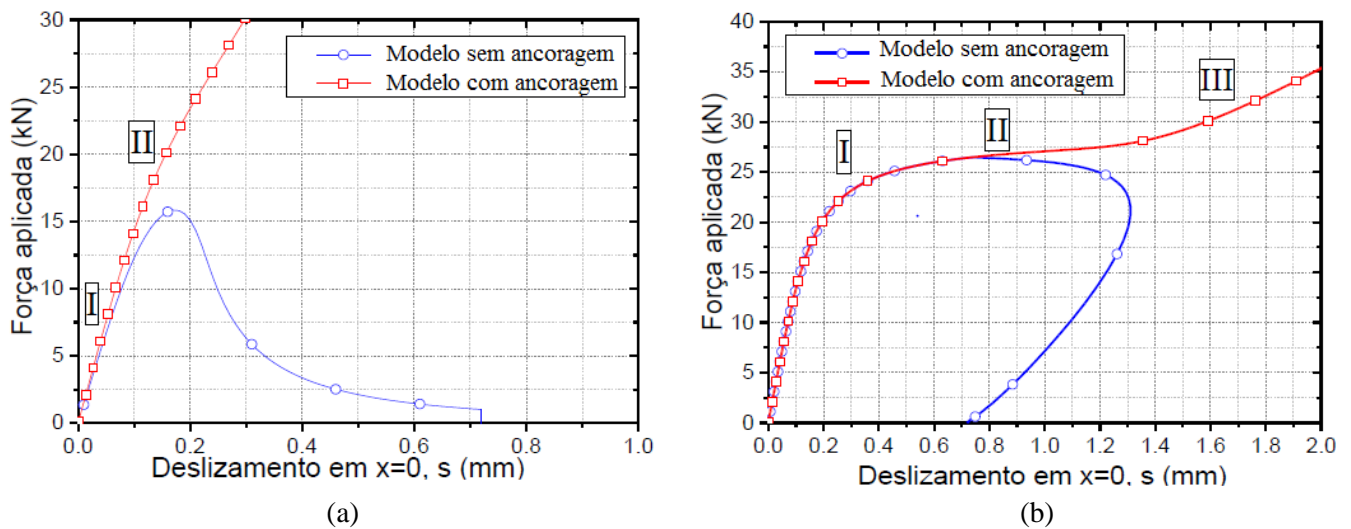 30
25
20
15
10
5
0
Força aplicada (kN)
Modelo sem ancoragem
Modelo com ancoragem
II
I
0.0 0.2 0.4 0.6 0.8 1.0
Deslizamento em x=0, s (mm)
(a)
40
35
30
25
20
15
10
5
0
Força aplicada (kN)
Modelo sem ancoragem
Modelo com ancoragem
III
II
I
0.0 0.2 0.4 0.6 0.8 1.0 1.2 1.4 1.6 1.8 2.0
Deslizamento em x=0, s (mm)
(b)